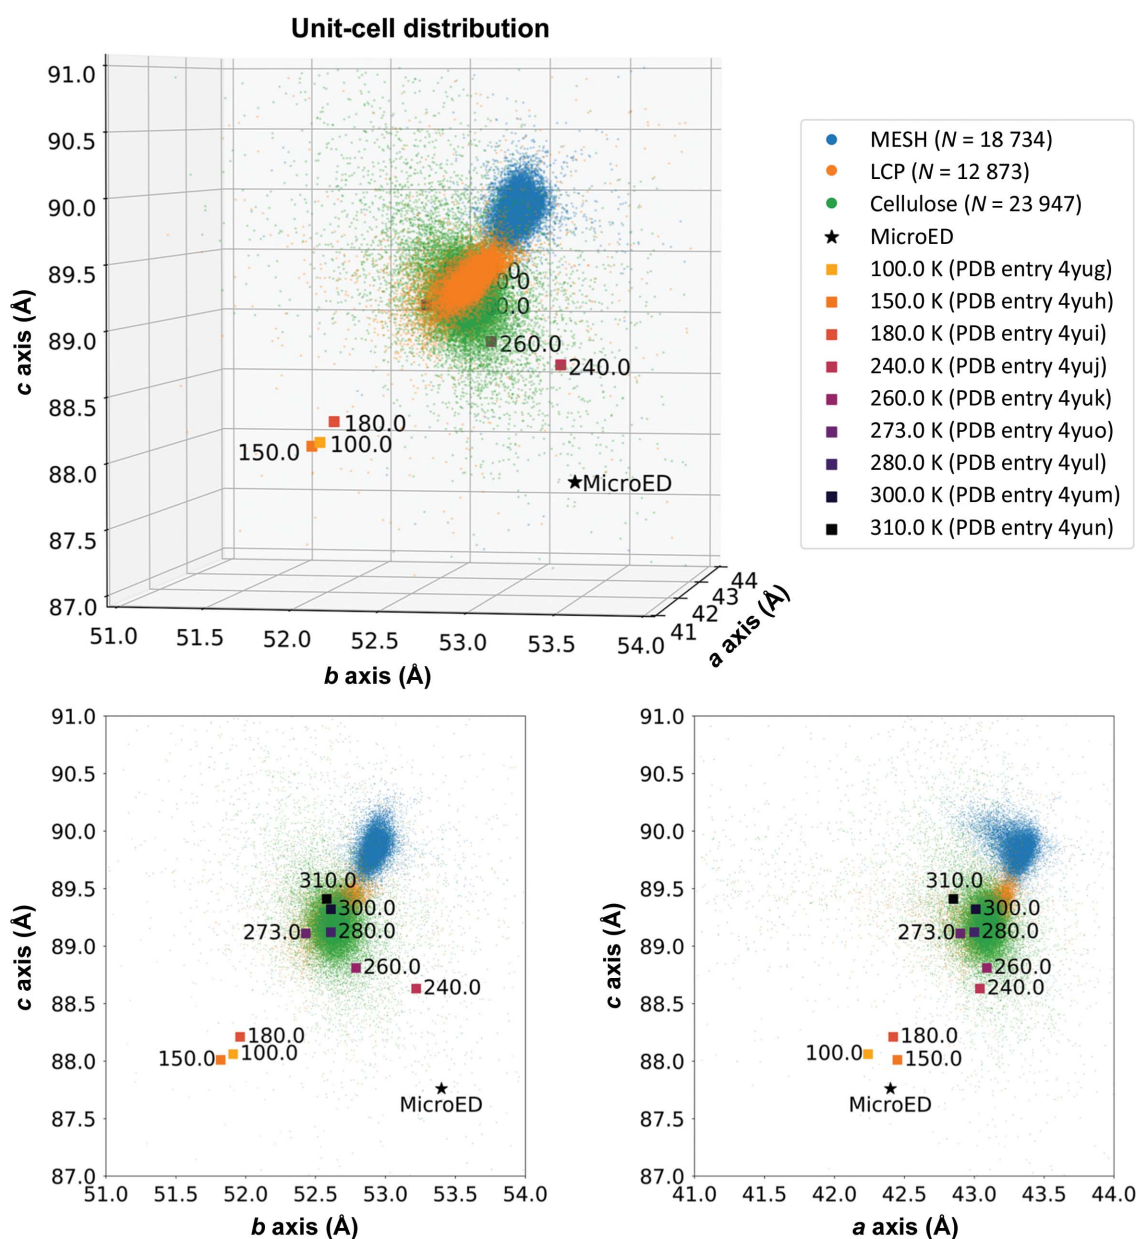 Unit-cell distribution
91.0
90.5
90.0
89.5
89.0
88.5
88.0
87.5
87.0
c axis (Å)
0
0.0
0.0
260.0
240.0
180.0
100.0
150.0
MicroED
51.0 51.5 52.0 52.5 53.0 53.5 54.0
b axis (Å)
41 42 43 44
a axis (Å)
MESH (N = 18 734)
LCP (N = 12 873)
Cellulose (N = 23 947)
MicroED
100.0 K (PDB entry 4yug)
150.0 K (PDB entry 4yuh)
180.0 K (PDB entry 4yui)
240.0 K (PDB entry 4yuj)
260.0 K (PDB entry 4yuk)
273.0 K (PDB entry 4yuo)
280.0 K (PDB entry 4yul)
300.0 K (PDB entry 4yum)
310.0 K (PDB entry 4yun)
91.0
90.5
90.0
89.5
89.0
88.5
88.0
87.5
87.0
c axis (Å)
310.0
300.0
273.0
280.0
260.0
240.0
180.0
100.0
150.0
MicroED
51.0 51.5 52.0 52.5 53.0 53.5 54.0
b axis (Å)
91.0
90.5
90.0
89.5
89.0
88.5
88.0
87.5
87.0
c axis (Å)
310.0
300.0
273.0
280.0
260.0
240.0
180.0
100.0
150.0
MicroED
41.0 41.5 42.0 42.5 43.0 43.5 44.0
a axis (Å)